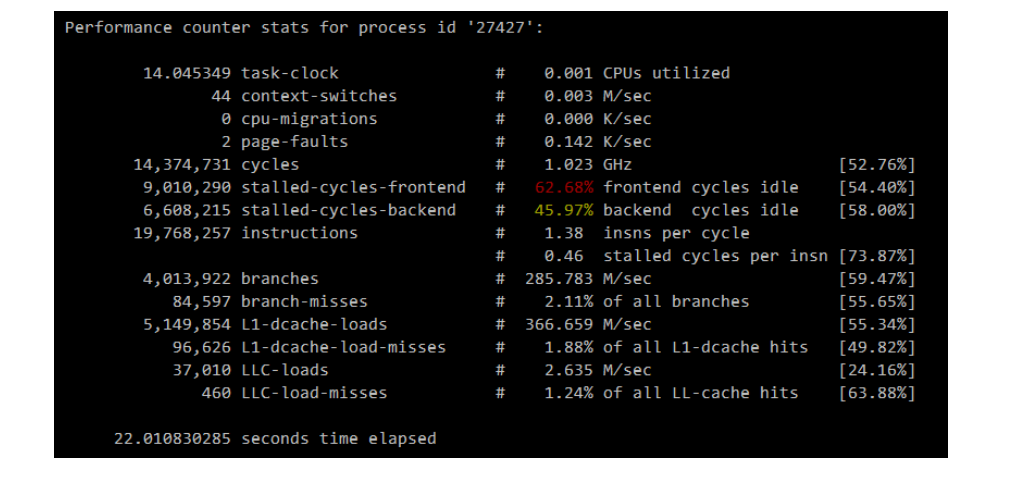 Performance counter stats for process id '27427':
14.045349 task-clock # 0.001 CPUs utilized
44 context-switches # 0.003 M/sec
0 cpu-migrations # 0.000 K/sec
2 page-faults # 0.142 K/sec
14,374,731 cycles # 1.023 GHz [52.76%]
9,010,290 stalled-cycles-frontend # 62.68% frontend cycles idle [54.40%]
6,608,215 stalled-cycles-backend # 45.97% backend cycles idle [58.00%]
19,768,257 instructions # 1.38 insns per cycle
# 0.46 stalled cycles per insn [73.87%]
4,013,922 branches # 285.783 M/sec [59.47%]
84,597 branch-misses # 2.11% of all branches [55.65%]
5,149,854 L1-dcache-loads # 366.659 M/sec [55.34%]
96,626 L1-dcache-load-misses # 1.88% of all L1-dcache hits [49.82%]
37,010 LLC-loads # 2.635 M/sec [24.16%]
460 LLC-load-misses # 1.24% of all LL-cache hits [63.88%]
22.010830285 seconds time elapsed